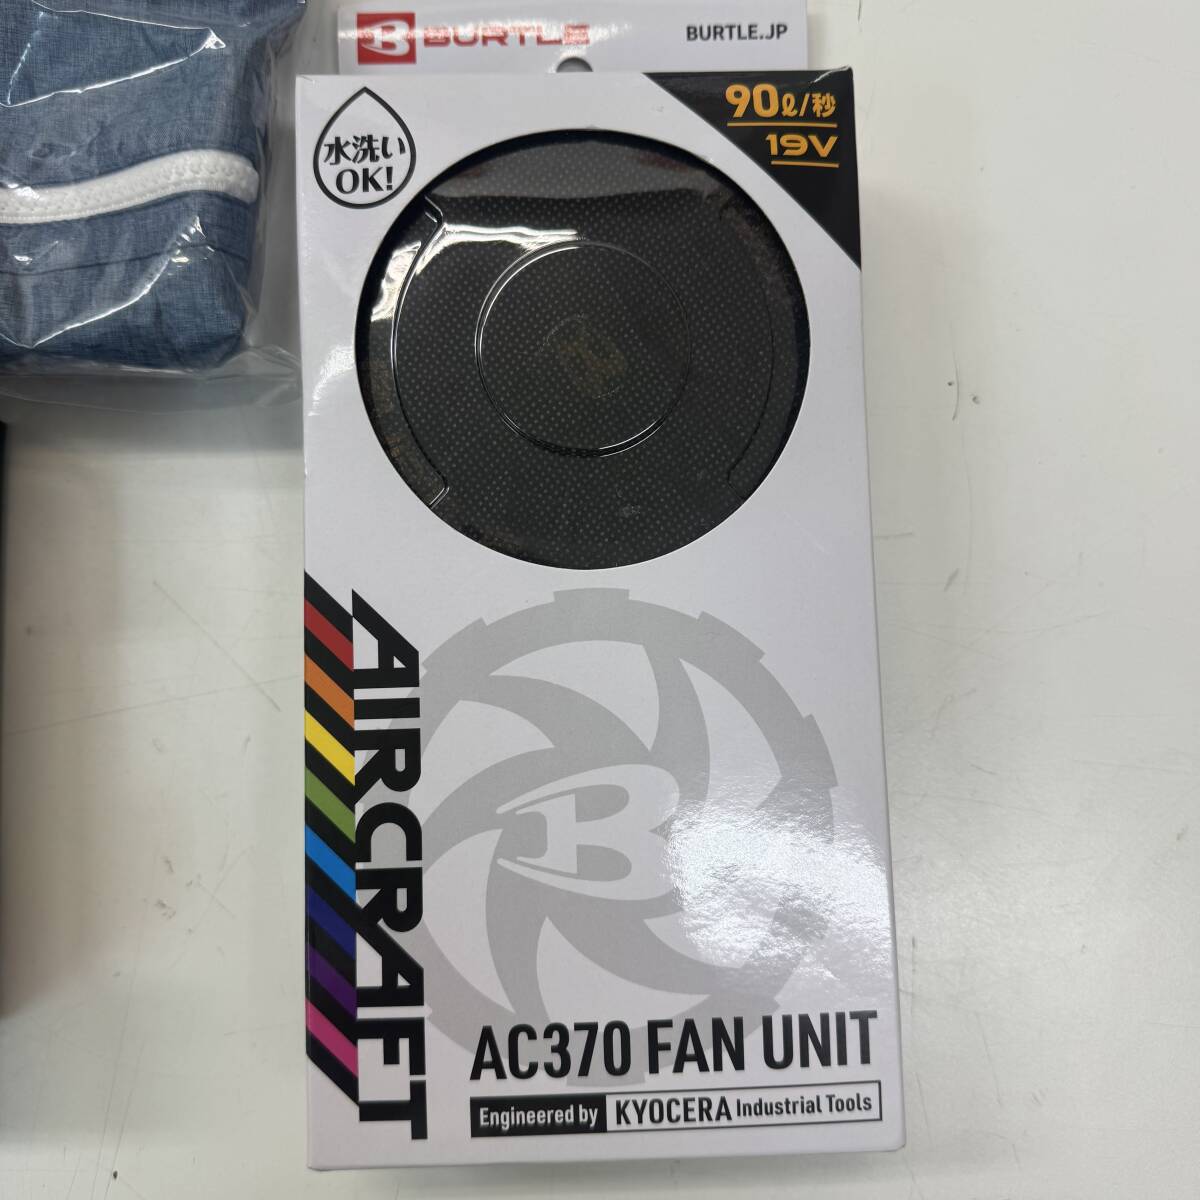 BURTLE
BURTLE.JP
水洗い
OK!
90ℓ/秒
19V
AIRCRAFT
AC370 FAN UNIT
Engineered by KYOCERA Industrial Tools